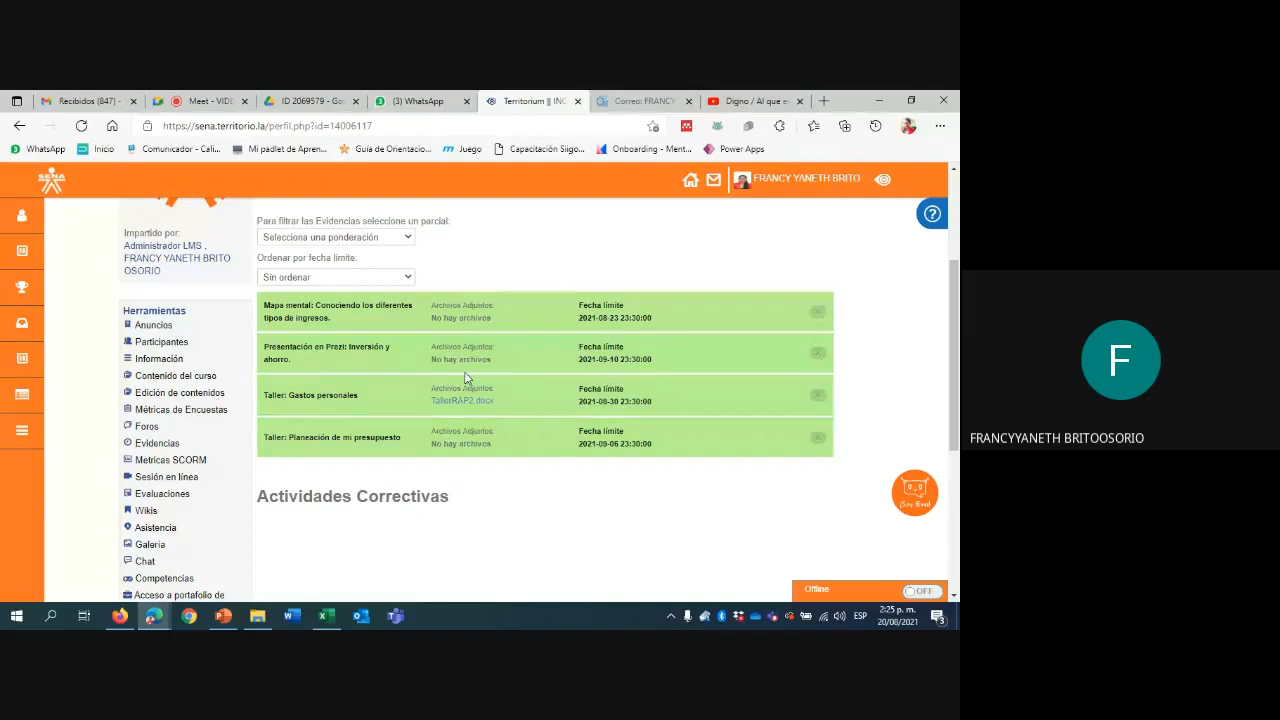 Recibidos (847) -
Meet - VIDE
ID 2069579 - Go
(3) WhatsApp
Territorium || ING
Correo: FRANCY
Digno / Al que es
https://sena.territorio.la/perfil.php?id=14006117
WhatsApp
Inicio
Comunicador - Cali...
Mi padlet de Apren...
Guía de Orientacio...
Juego
Capacitación Siigo...
Onboarding - Ment...
Power Apps
SENA
FRANCY YANETH BRITO
Impartido por:
Administrador LMS ,
FRANCY YANETH BRITO
OSORIO
Herramientas
Anuncios
Participantes
Información
Contenido del curso
Edición de contenidos
Métricas de Encuestas
Foros
Evidencias
Metricas SCORM
Sesión en línea
Evaluaciones
Wikis
Asistencia
Galeria
Chat
Competencias
Acceso a portafolio de
Para filtrar las Evidencias seleccione un parcial:
Selecciona una ponderación
Ordenar por fecha límite:
Sin ordenar
Mapa mental: Conociendo los diferentes
tipos de ingresos.
Archivos Adjuntos:
No hay archivos
Fecha límite
2021-08-23 23:30:00
Presentación en Prezi: Inversión y
ahorro.
Archivos Adjuntos:
No hay archivos
Fecha límite
2021-09-10 23:30:00
Taller: Gastos personales
Archivos Adjuntos:
TallerRAP2.docx
Fecha límite
2021-08-30 23:30:00
Taller: Planeación de mi presupuesto
Archivos Adjuntos:
No hay archivos
Fecha límite
2021-09-06 23:30:00
Actividades Correctivas
¡Soy Eva!
Offline
OFF
ESP
2:25 p. m.
20/08/2021
3
F
FRANCYYANETH BRITOOSORIO